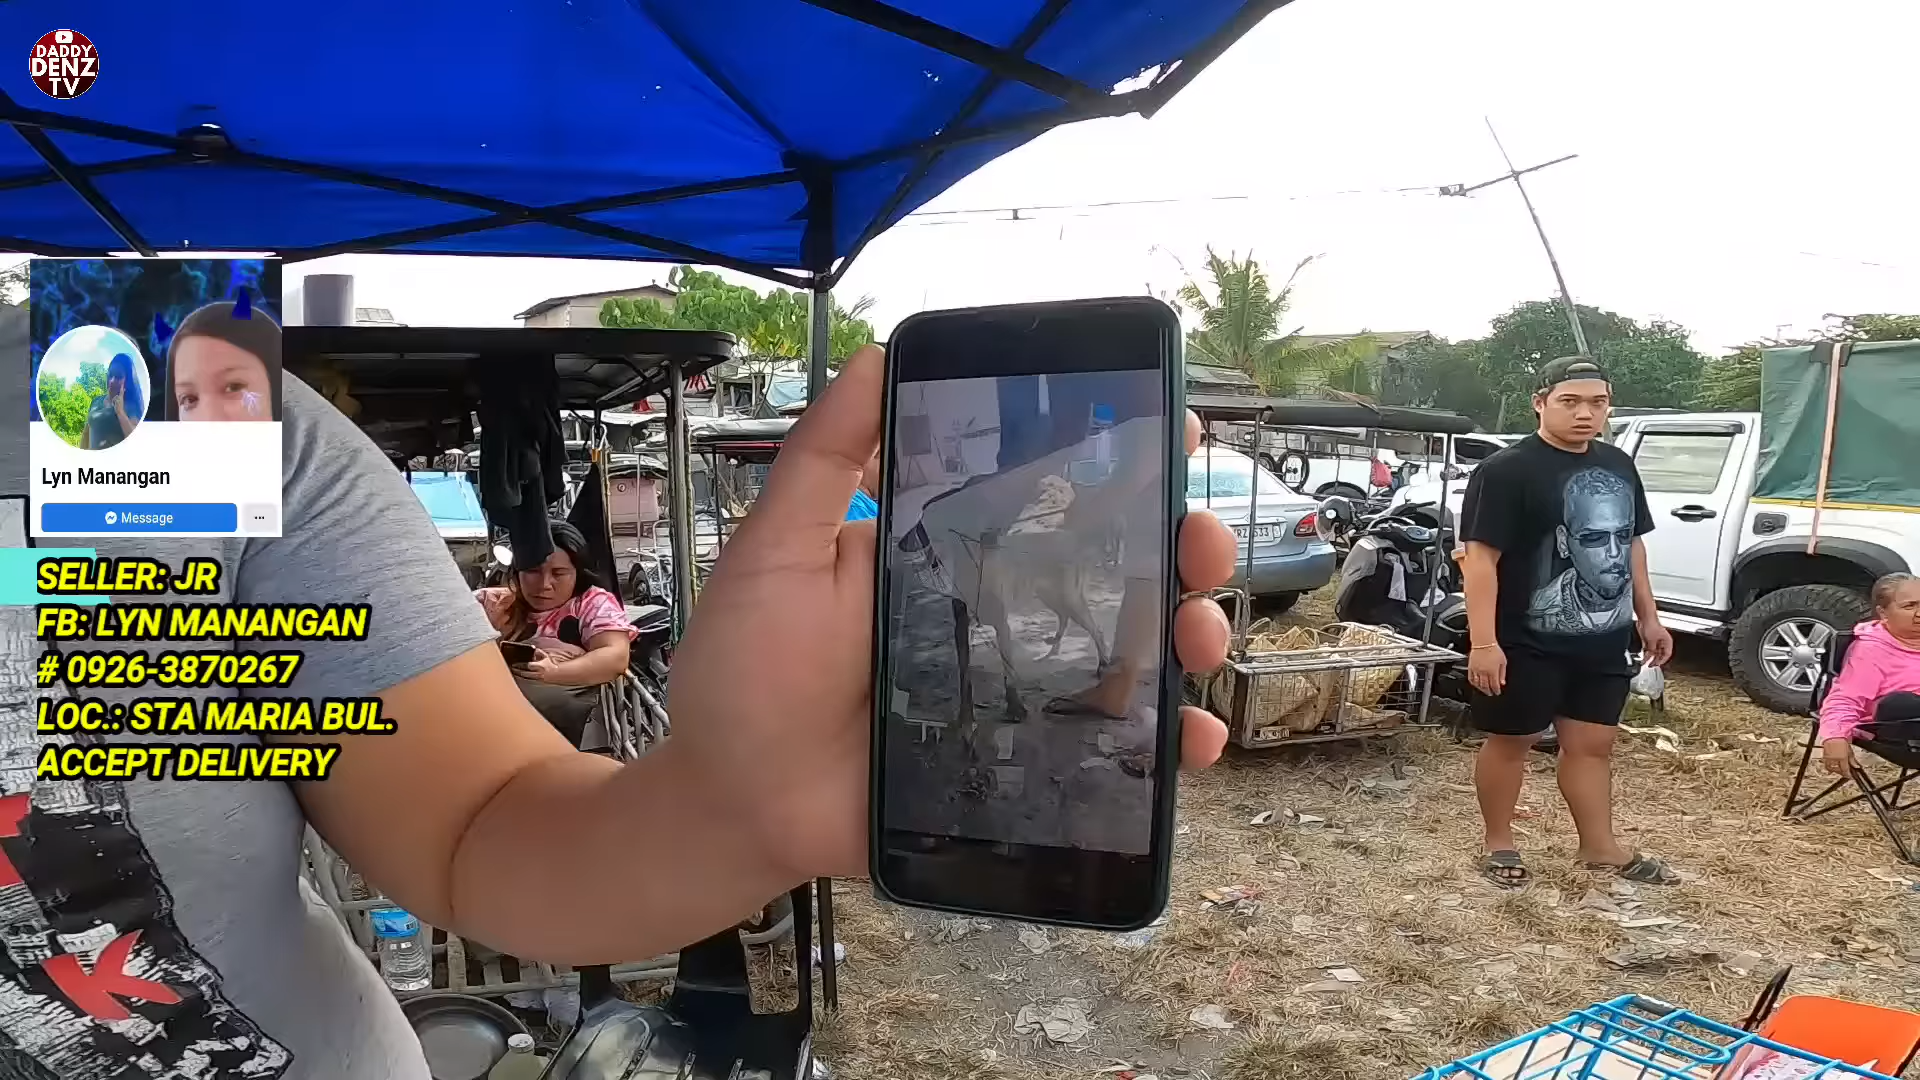 DADDY
DENZ
TV
Lyn Manangan
Message
SELLER: JR
FB: LYN MANANGAN
# 0926-3870267
LOC.: STA MARIA BUL.
ACCEPT DELIVERY
K